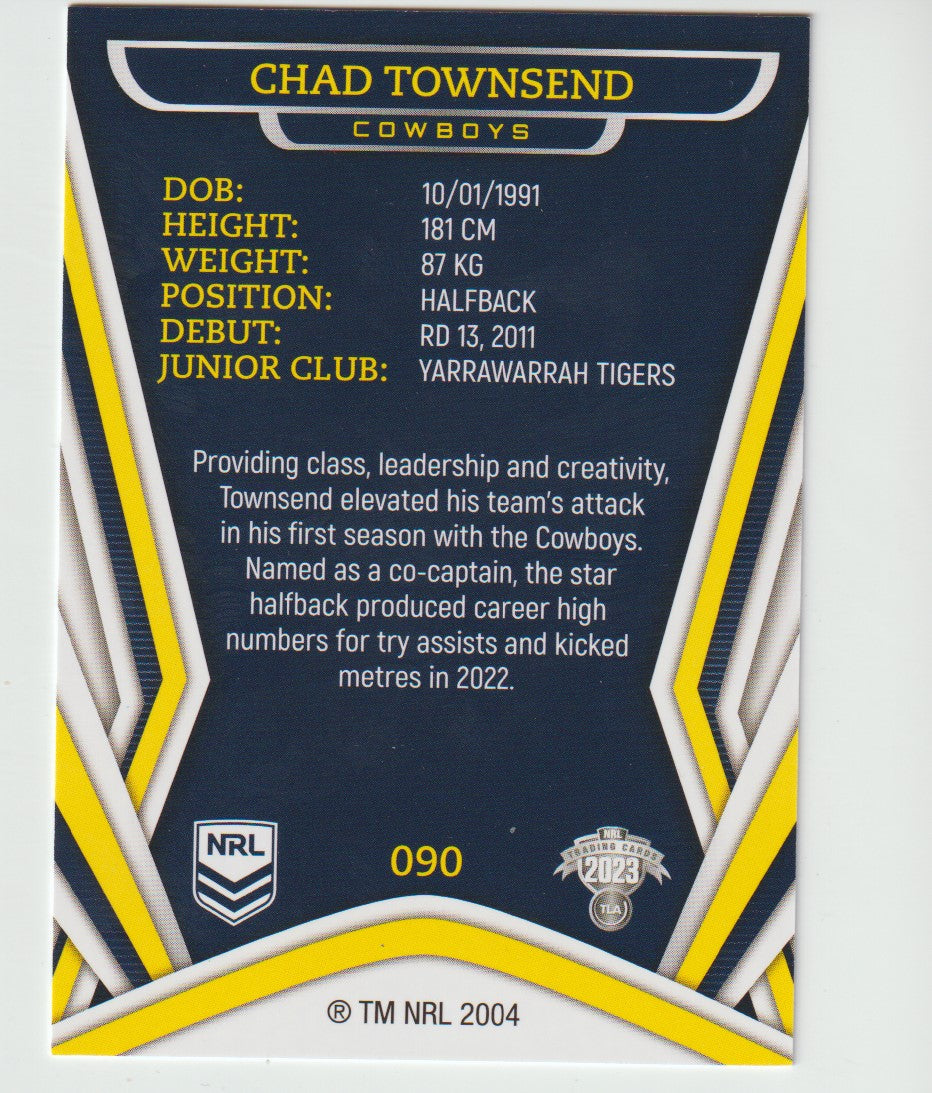 CHAD TOWNSEND
COWBOYS
DOB: 10/01/1991
HEIGHT: 181 CM
WEIGHT: 87 KG
POSITION: HALFBACK
DEBUT: RD 13, 2011
JUNIOR CLUB: YARRAWARRAH TIGERS
Providing class, leadership and creativity,
Townsend elevated his team's attack
in his first season with the Cowboys.
Named as a co-captain, the star
halfback produced career high
numbers for try assists and kicked
metres in 2022.
NRL
090
NRL
TRADING CARDS
2023
TLA
® TM NRL 2004